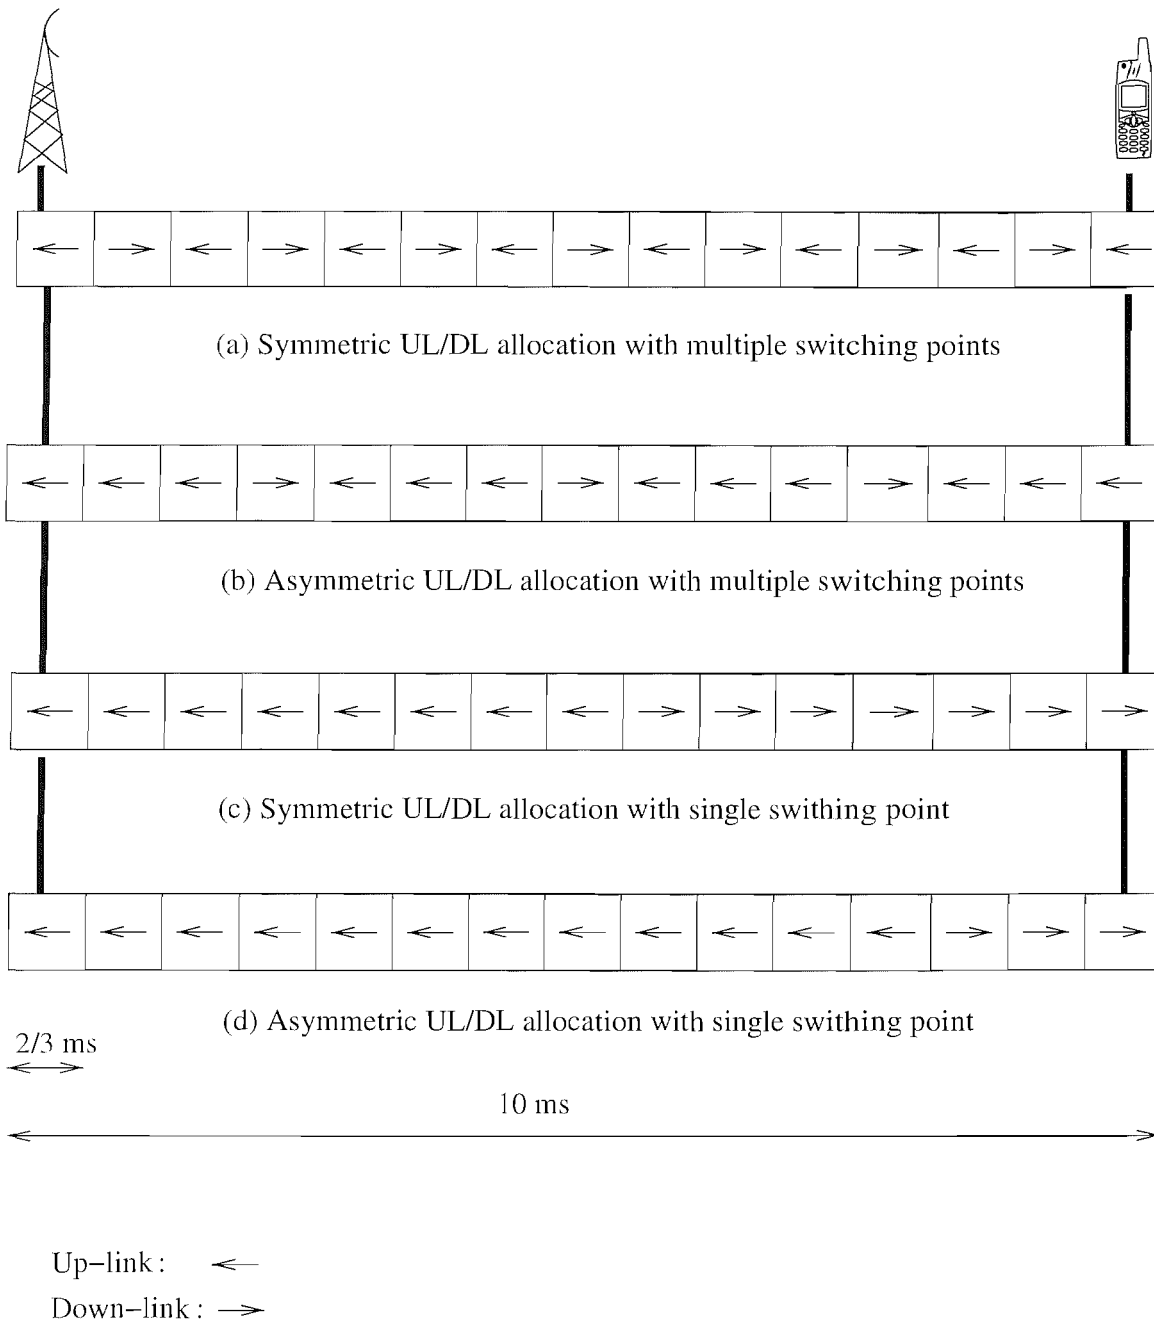 (a) Symmetric UL/DL allocation with multiple switching points
(b) Asymmetric UL/DL allocation with multiple switching points
(c) Symmetric UL/DL allocation with single swithing point
(d) Asymmetric UL/DL allocation with single swithing point
2/3 ms
10 ms
Up-link:
Down-link: